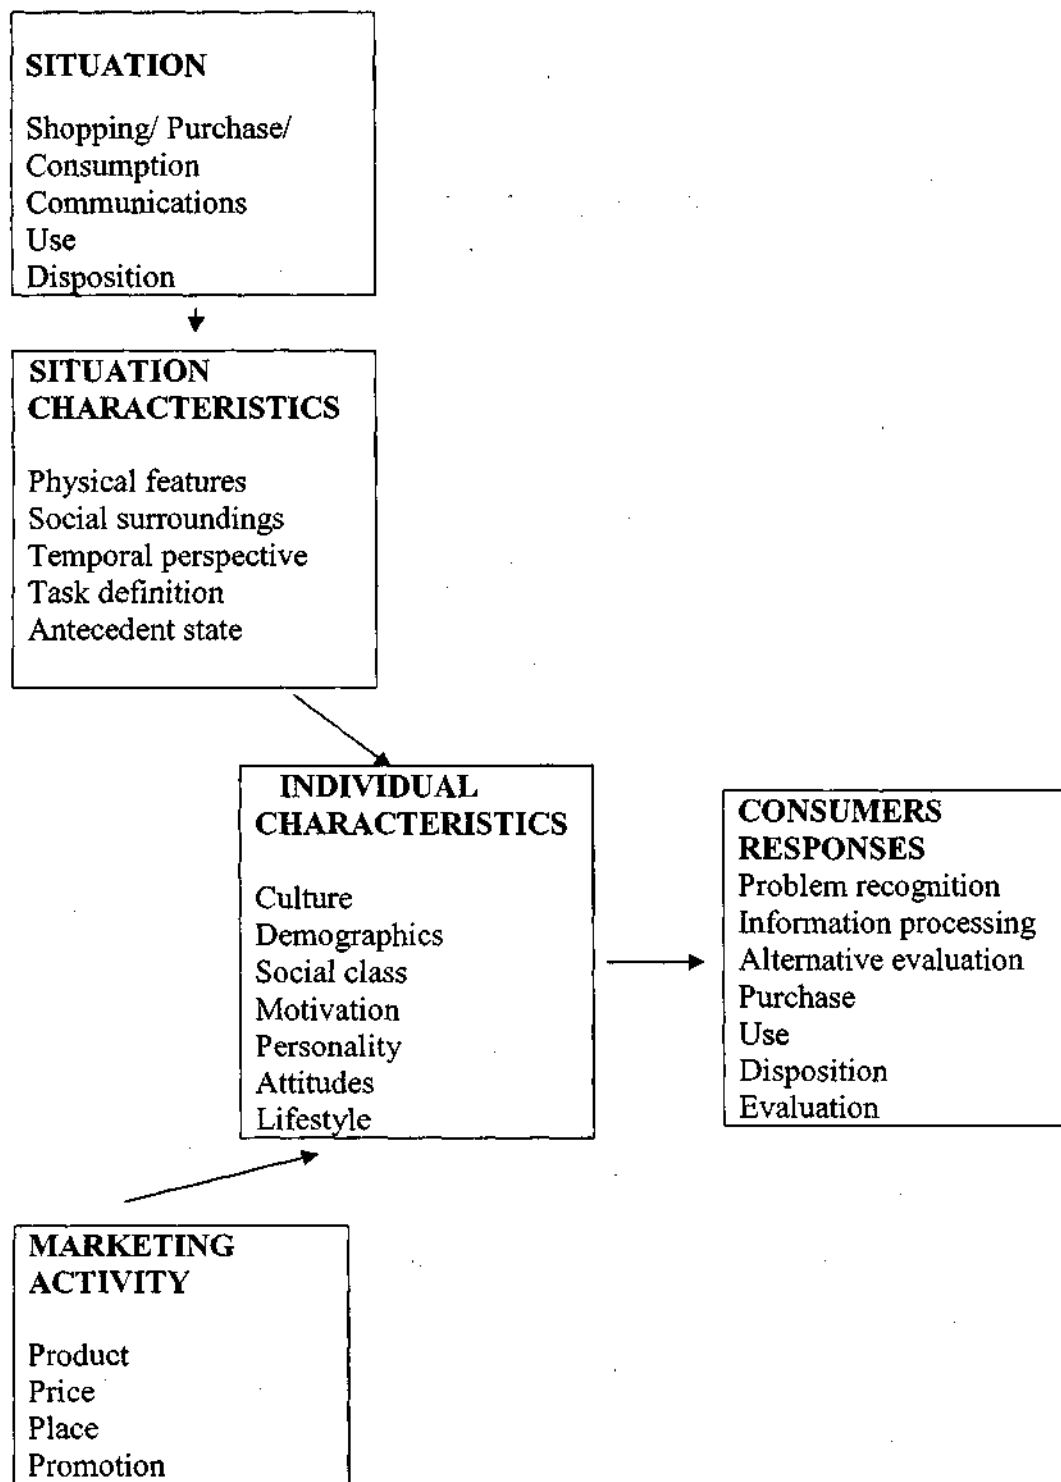 SITUATION
Shopping/ Purchase/
Consumption
Communications
Use
Disposition
SITUATION
CHARACTERISTICS
Physical features
Social surroundings
Temporal perspective
Task definition
Antecedent state
INDIVIDUAL
CHARACTERISTICS
Culture
Demographics
Social class
Motivation
Personality
Attitudes
Lifestyle
CONSUMERS
RESPONSES
Problem recognition
Information processing
Alternative evaluation
Purchase
Use
Disposition
Evaluation
MARKETING
ACTIVITY
Product
Price
Place
Promotion